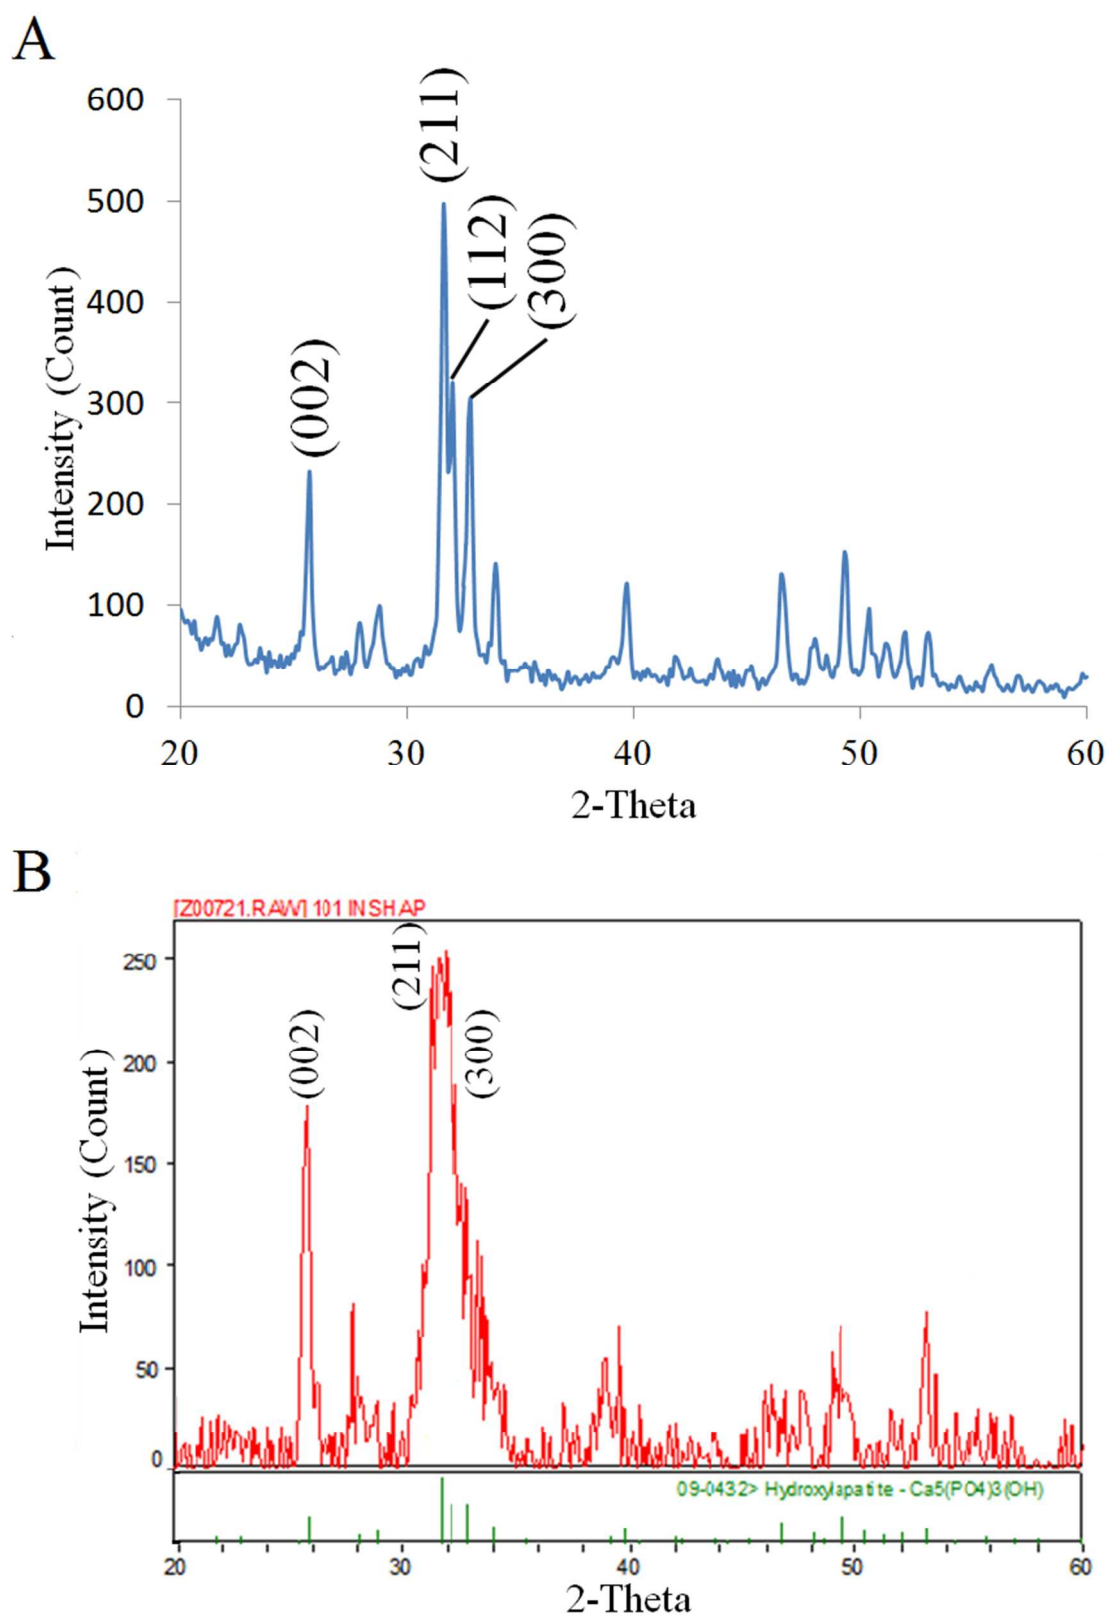 A
600
(211)
500
(112)
(300)
400
(002)
300
200
100
0
Intensity (Count)
20 30 40 50 60
2-Theta
B
[Z00721.RAW] 101 INSHAP
(211)
250
(002)
(300)
200
150
100
50
0
Intensity (Count)
09-0432> Hydroxylapatite - Ca5(PO4)3(OH)
20 30 40 50 60
2-Theta